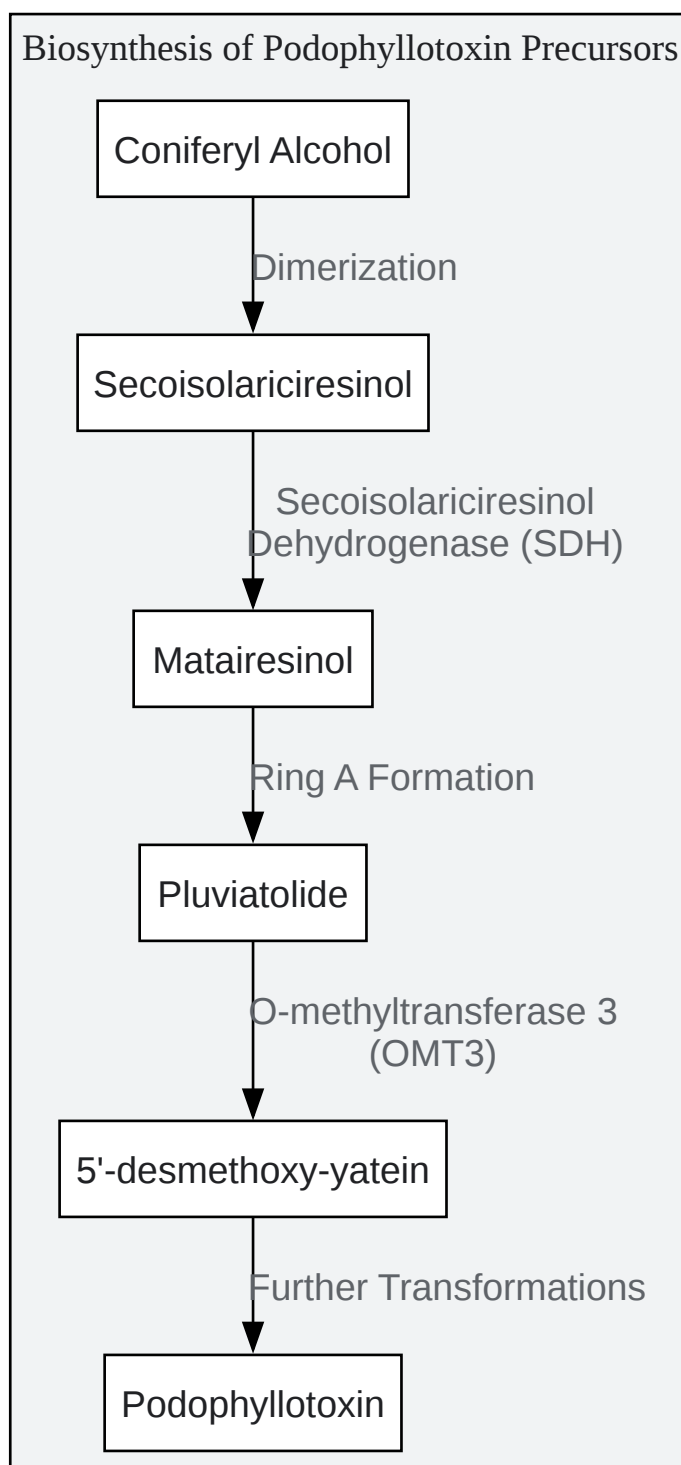 Biosynthesis of Podophyllotoxin Precursors
Coniferyl Alcohol
Dimerization
Secoisolariciresinol
Secoisolariciresinol
Dehydrogenase (SDH)
Matairesinol
Ring A Formation
Pluviatolide
O-methyltransferase 3
(OMT3)
5'-desmethoxy-yatein
Further Transformations
Podophyllotoxin